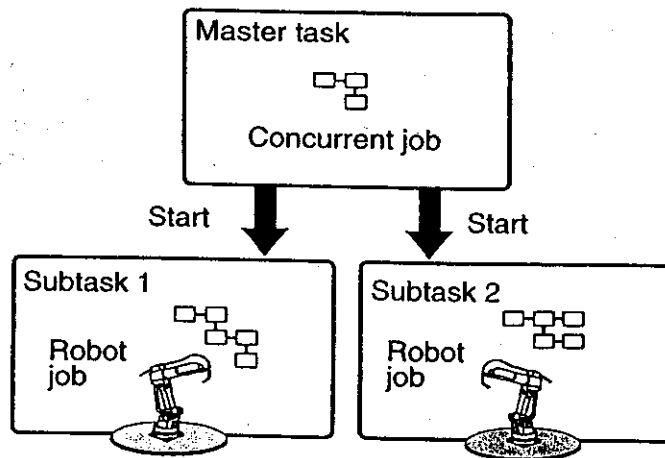 Master task
Concurrent job
Start
Start
Subtask 1
Robot
job
Subtask 2
Robot
job